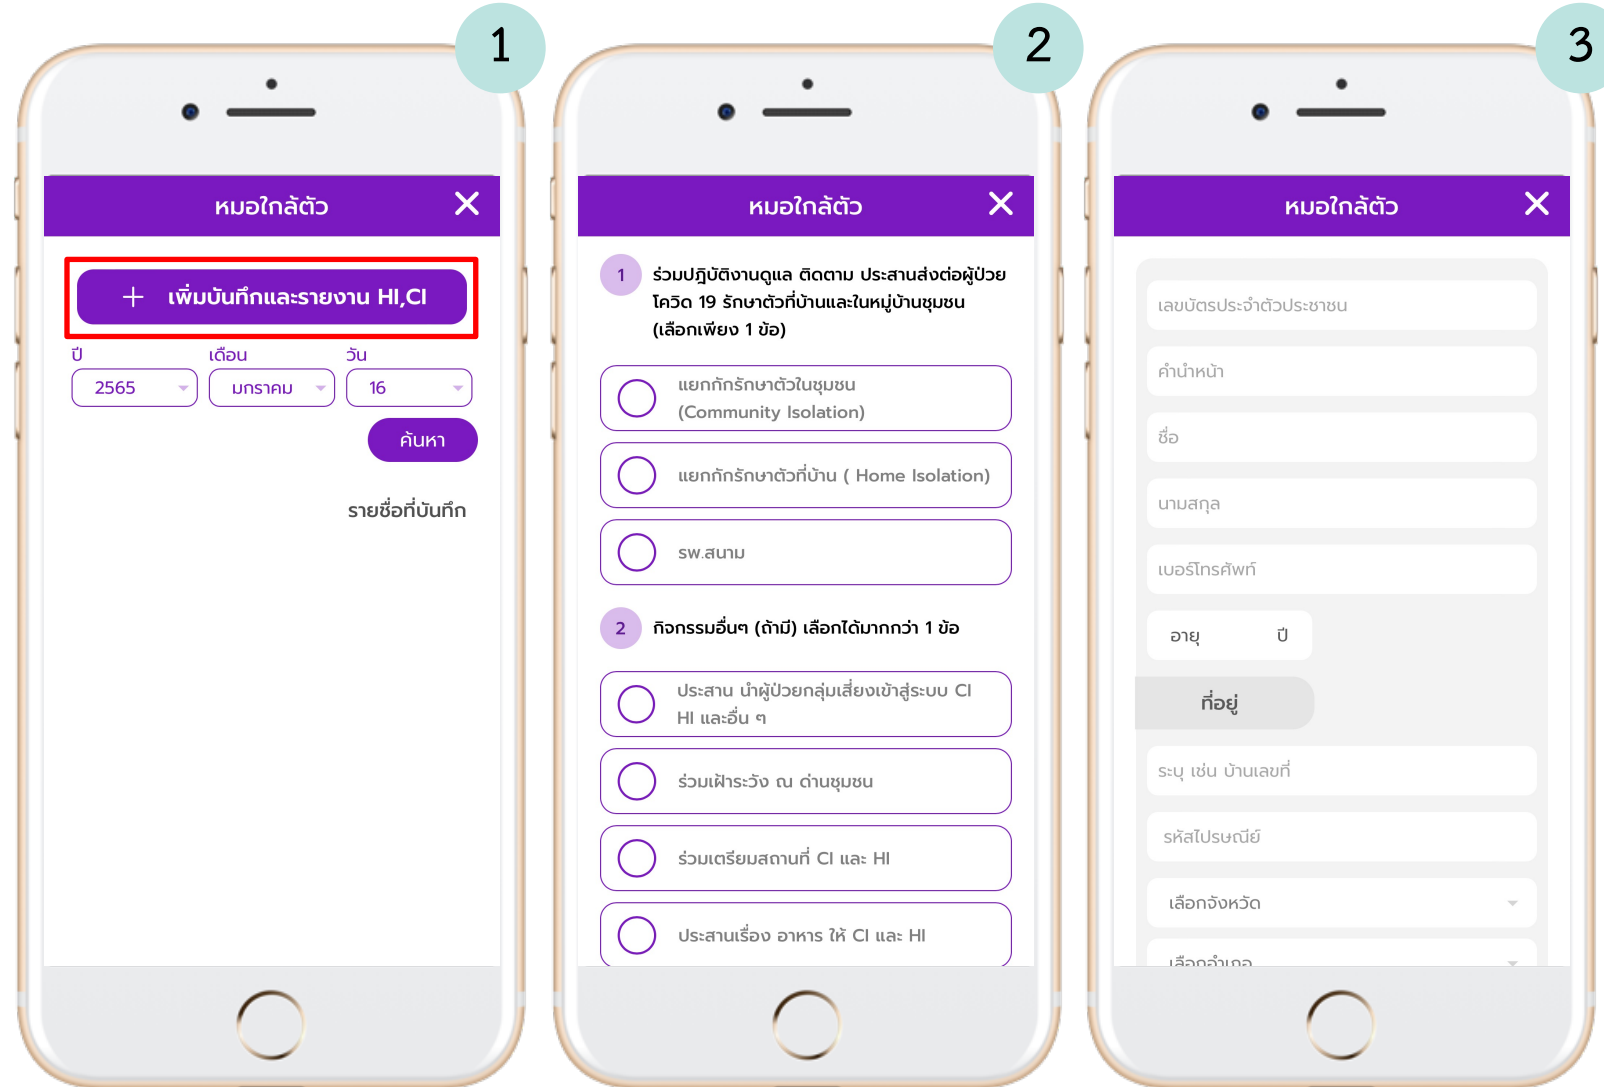 1
หมอใกล้ตัว
เพิ่มบันทึกและรายงาน HI,CI
ปี เดือน วัน
2565 มกราคม 16
ค้นหา
รายชื่อที่บันทึก
2
หมอใกล้ตัว
1 ร่วมปฎิบัติงานดูแล ติดตาม ประสานส่งต่อผู้ป่วย
โควิด 19 รักษาตัวที่บ้านและในหมู่บ้านชุมชน
(เลือกเพียง 1 ข้อ)
แยกกักรักษาตัวในชุมชน
(Community Isolation)
แยกกักรักษาตัวที่บ้าน ( Home Isolation)
รพ.สนาม
2 กิจกรรมอื่นๆ (ถ้ามี) เลือกได้มากกว่า 1 ข้อ
ประสาน นำผู้ป่วยกลุ่มเสี่ยงเข้าสู่ระบบ CI
HI และอื่น ๆ
ร่วมเฝ้าระวัง ณ ด่านชุมชน
ร่วมเตรียมสถานที่ CI และ HI
ประสานเรื่อง อาหาร ให้ CI และ HI
3
หมอใกล้ตัว
เลขบัตรประจำตัวประชาชน
คำนำหน้า
ชื่อ
นามสกุล
เบอร์โทรศัพท์
อายุ ปี
ที่อยู่
ระบุ เช่น บ้านเลขที่
รหัสไปรษณีย์
เลือกจังหวัด
เลือกอำเภอ